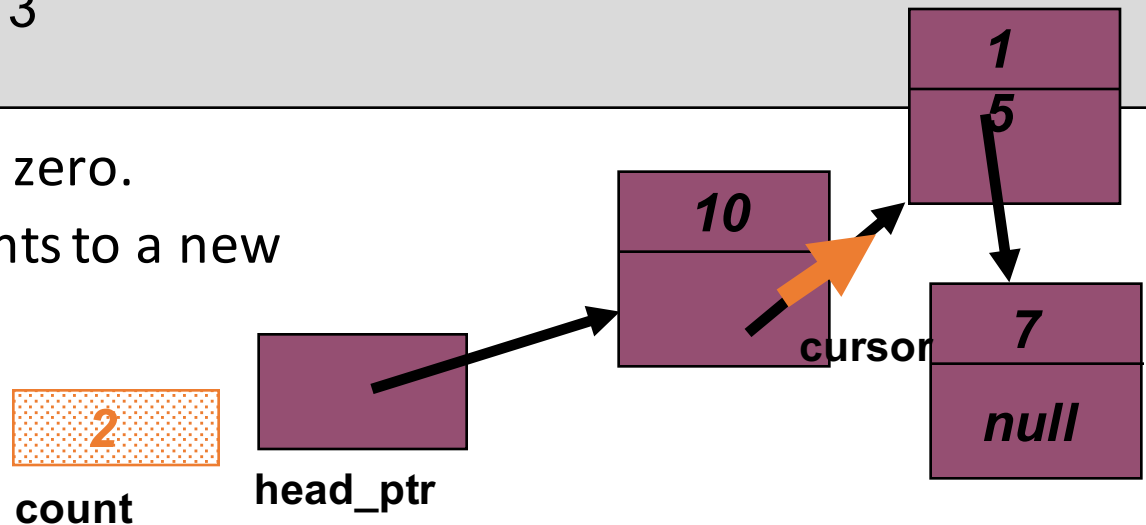 3
zero.
nts to a new
1
5
10
cursor
7
null
2
count
head_ptr